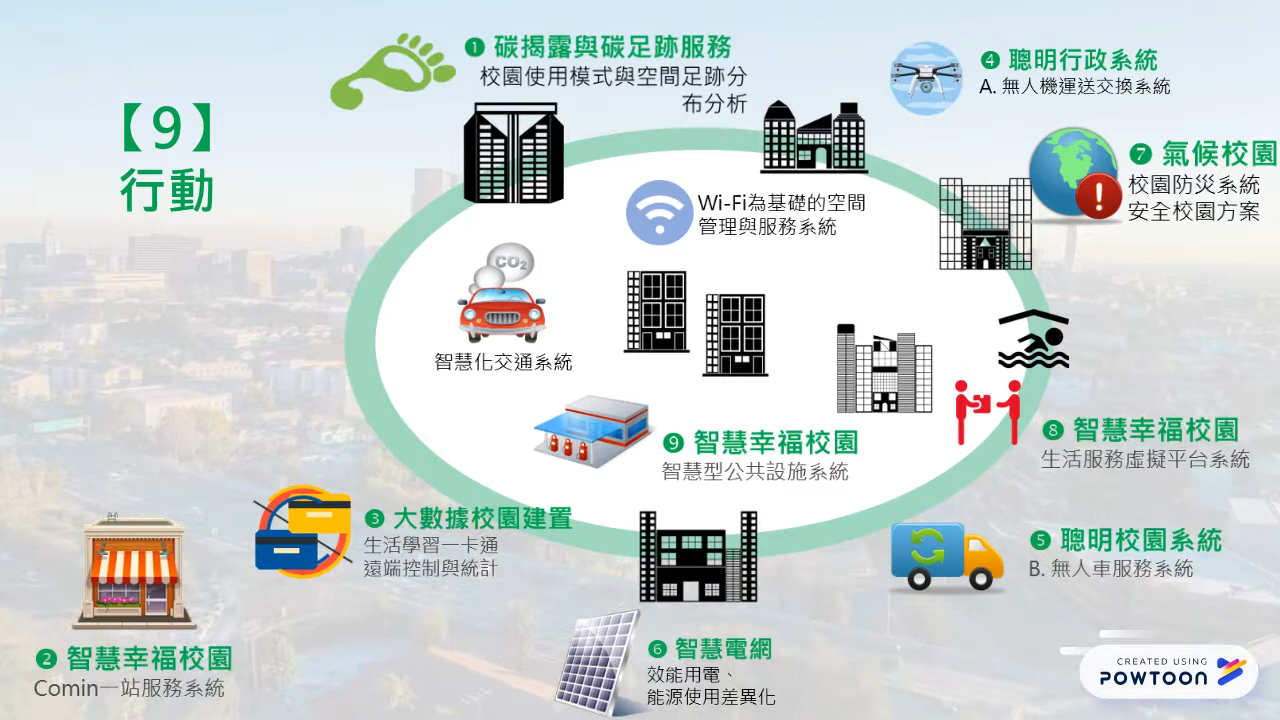 【9】
行動
❶ 碳揭露與碳足跡服務
校園使用模式與空間足跡分
布分析
❹ 聰明行政系統
A. 無人機運送交換系統
❼ 氣候校園
校園防災系統
安全校園方案
Wi-Fi為基礎的空間
管理與服務系統
CO₂
智慧化交通系統
❾ 智慧幸福校園
智慧型公共設施系統
❽ 智慧幸福校園
生活服務虛擬平台系統
❸ 大數據校園建置
生活學習一卡通
遠端控制與統計
❺ 聰明校園系統
B. 無人車服務系統
❷ 智慧幸福校園
Comin一站服務系統
❻ 智慧電網
效能用電、
能源使用差異化
CREATED USING
POWTOON